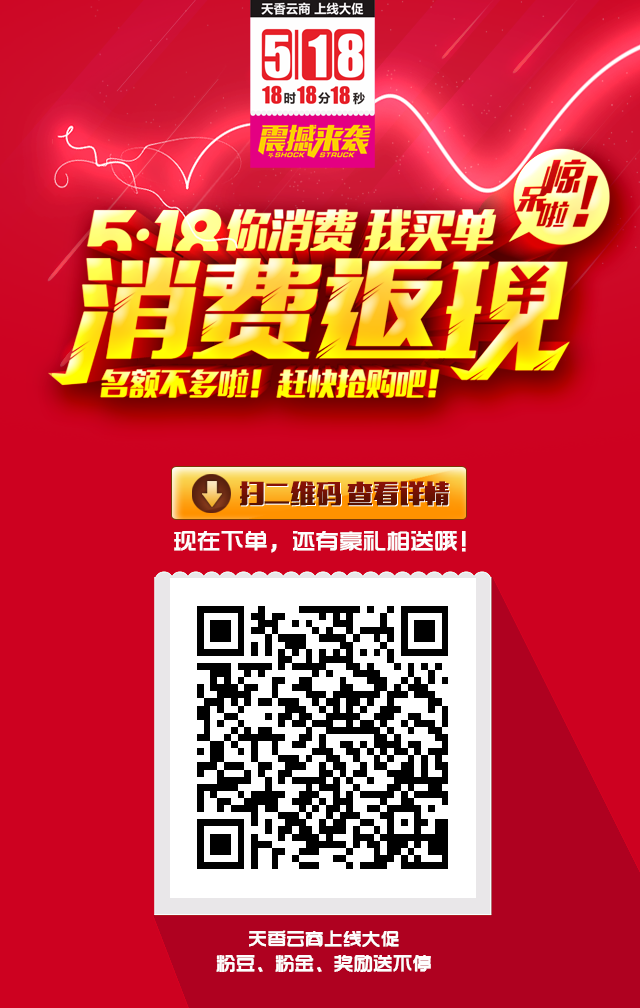 天香云商 上线大促
5 18
18时18分18秒
震撼来袭
SHOCK STRUCK
惊呆啦!
5·18你消费 我买单
消费返现
名额不多啦! 赶快抢购吧!
扫二维码 查看详情
现在下单，还有豪礼相送哦!
天香云商上线大促
粉豆、粉金、奖励送不停